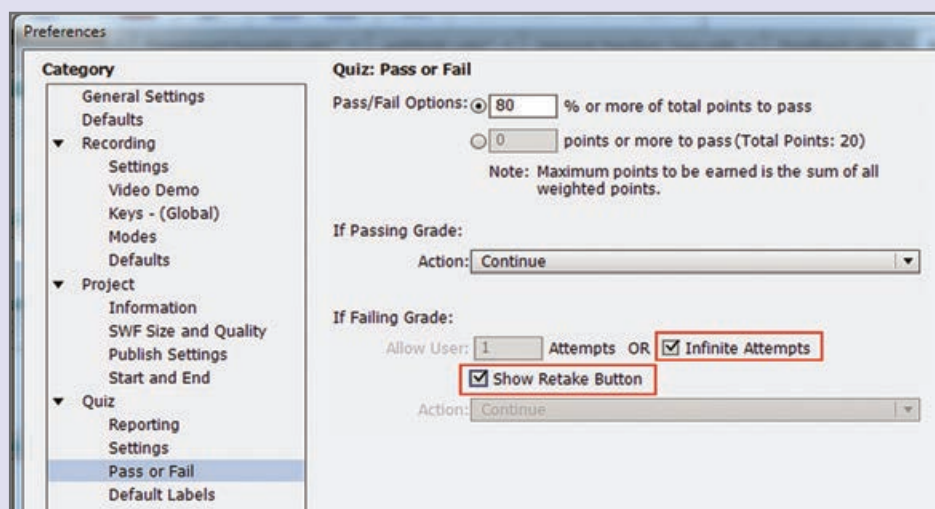 Preferences
Category
General Settings
Defaults
Recording
Settings
Video Demo
Keys - (Global)
Modes
Defaults
Project
Information
SWF Size and Quality
Publish Settings
Start and End
Quiz
Reporting
Settings
Pass or Fail
Default Labels
Quiz: Pass or Fail
Pass/Fail Options: 80 % or more of total points to pass
0 points or more to pass (Total Points: 20)
Note: Maximum points to be earned is the sum of all
weighted points.
If Passing Grade:
Action: Continue
If Failing Grade:
Allow User: 1 Attempts OR Infinite Attempts
Show Retake Button
Action: Continue